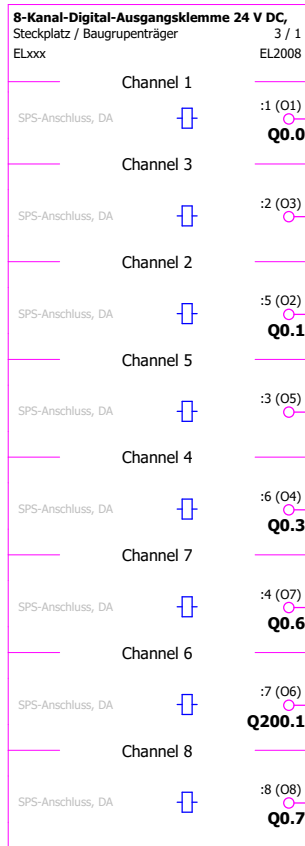 8-Kanal-Digital-Ausgangsklemme 24 V DC,
Steckplatz / Baugrupenträger 3 / 1
ELxxx EL2008
Channel 1
:1 (O1)
SPS-Anschluss, DA
Q0.0
Channel 3
:2 (O3)
SPS-Anschluss, DA
Channel 2
:5 (O2)
SPS-Anschluss, DA
Q0.1
Channel 5
:3 (O5)
SPS-Anschluss, DA
Channel 4
:6 (O4)
SPS-Anschluss, DA
Q0.3
Channel 7
:4 (O7)
SPS-Anschluss, DA
Q0.6
Channel 6
:7 (O6)
SPS-Anschluss, DA
Q200.1
Channel 8
:8 (O8)
SPS-Anschluss, DA
Q0.7